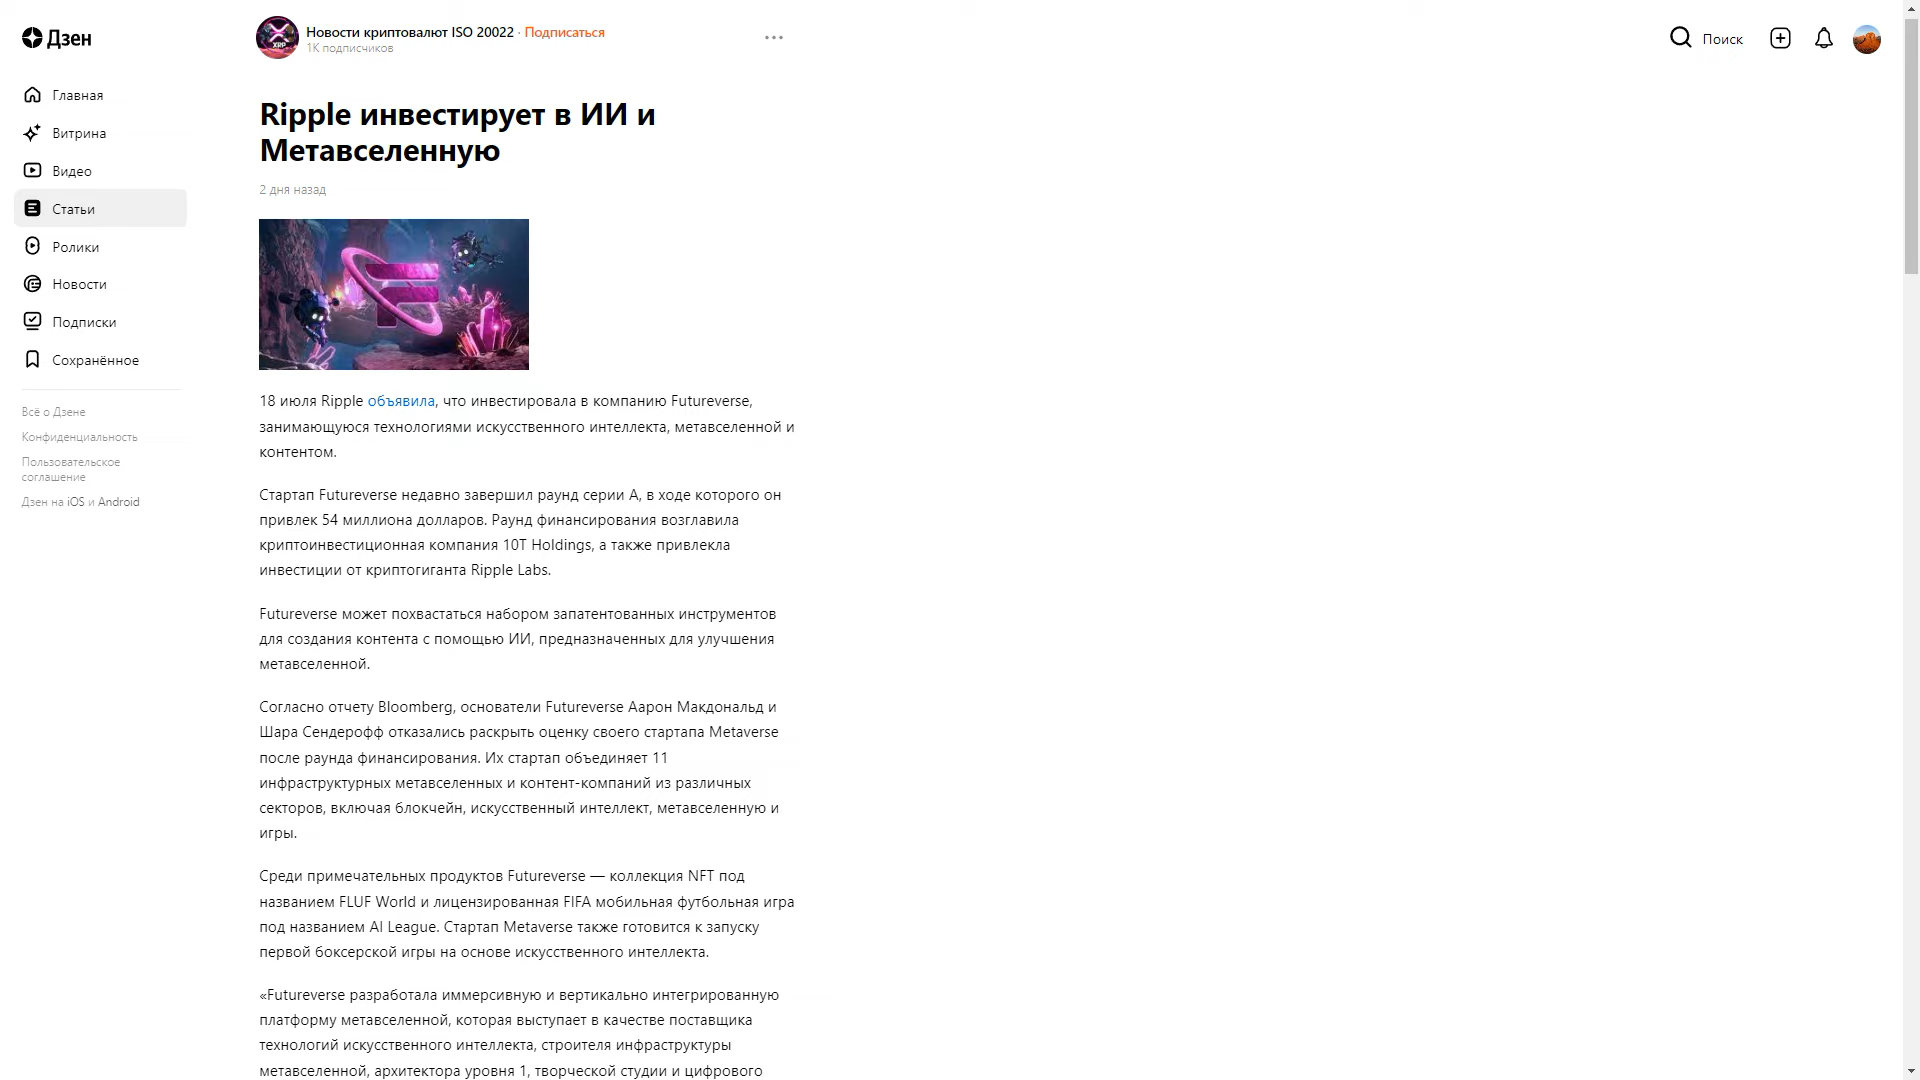 Дзен
Новости криптовалют ISO 20022 · Подписаться
1K подписчиков
Поиск
Главная
Витрина
Видео
Статьи
Ролики
Новости
Подписки
Сохранённое
Всё о Дзене
Конфиденциальность
Пользовательское
соглашение
Дзен на iOS и Android
XRP
Ripple инвестирует в ИИ и
Метавселенную
2 дня назад
18 июля Ripple объявила, что инвестировала в компанию Futureverse,
занимающуюся технологиями искусственного интеллекта, метавселенной и
контентом.
Стартап Futureverse недавно завершил раунд серии А, в ходе которого он
привлек 54 миллиона долларов. Раунд финансирования возглавила
криптоинвестиционная компания 10T Holdings, а также привлекла
инвестиции от криптогиганта Ripple Labs.
Futureverse может похвастаться набором запатентованных инструментов
для создания контента с помощью ИИ, предназначенных для улучшения
метавселенной.
Согласно отчету Bloomberg, основатели Futureverse Аарон Макдональд и
Шара Сендерофф отказались раскрыть оценку своего стартапа Metaverse
после раунда финансирования. Их стартап объединяет 11
инфраструктурных метавселенных и контент-компаний из различных
секторов, включая блокчейн, искусственный интеллект, метавселенную и
игры.
Среди примечательных продуктов Futureverse — коллекция NFT под
названием FLUF World и лицензированная FIFA мобильная футбольная игра
под названием AI League. Стартап Metaverse также готовится к запуску
первой боксерской игры на основе искусственного интеллекта.
«Futureverse разработала иммерсивную и вертикально интегрированную
платформу метавселенной, которая выступает в качестве поставщика
технологий искусственного интеллекта, строителя инфраструктуры
метавселенной, архитектора уровня 1, творческой студии и цифрового